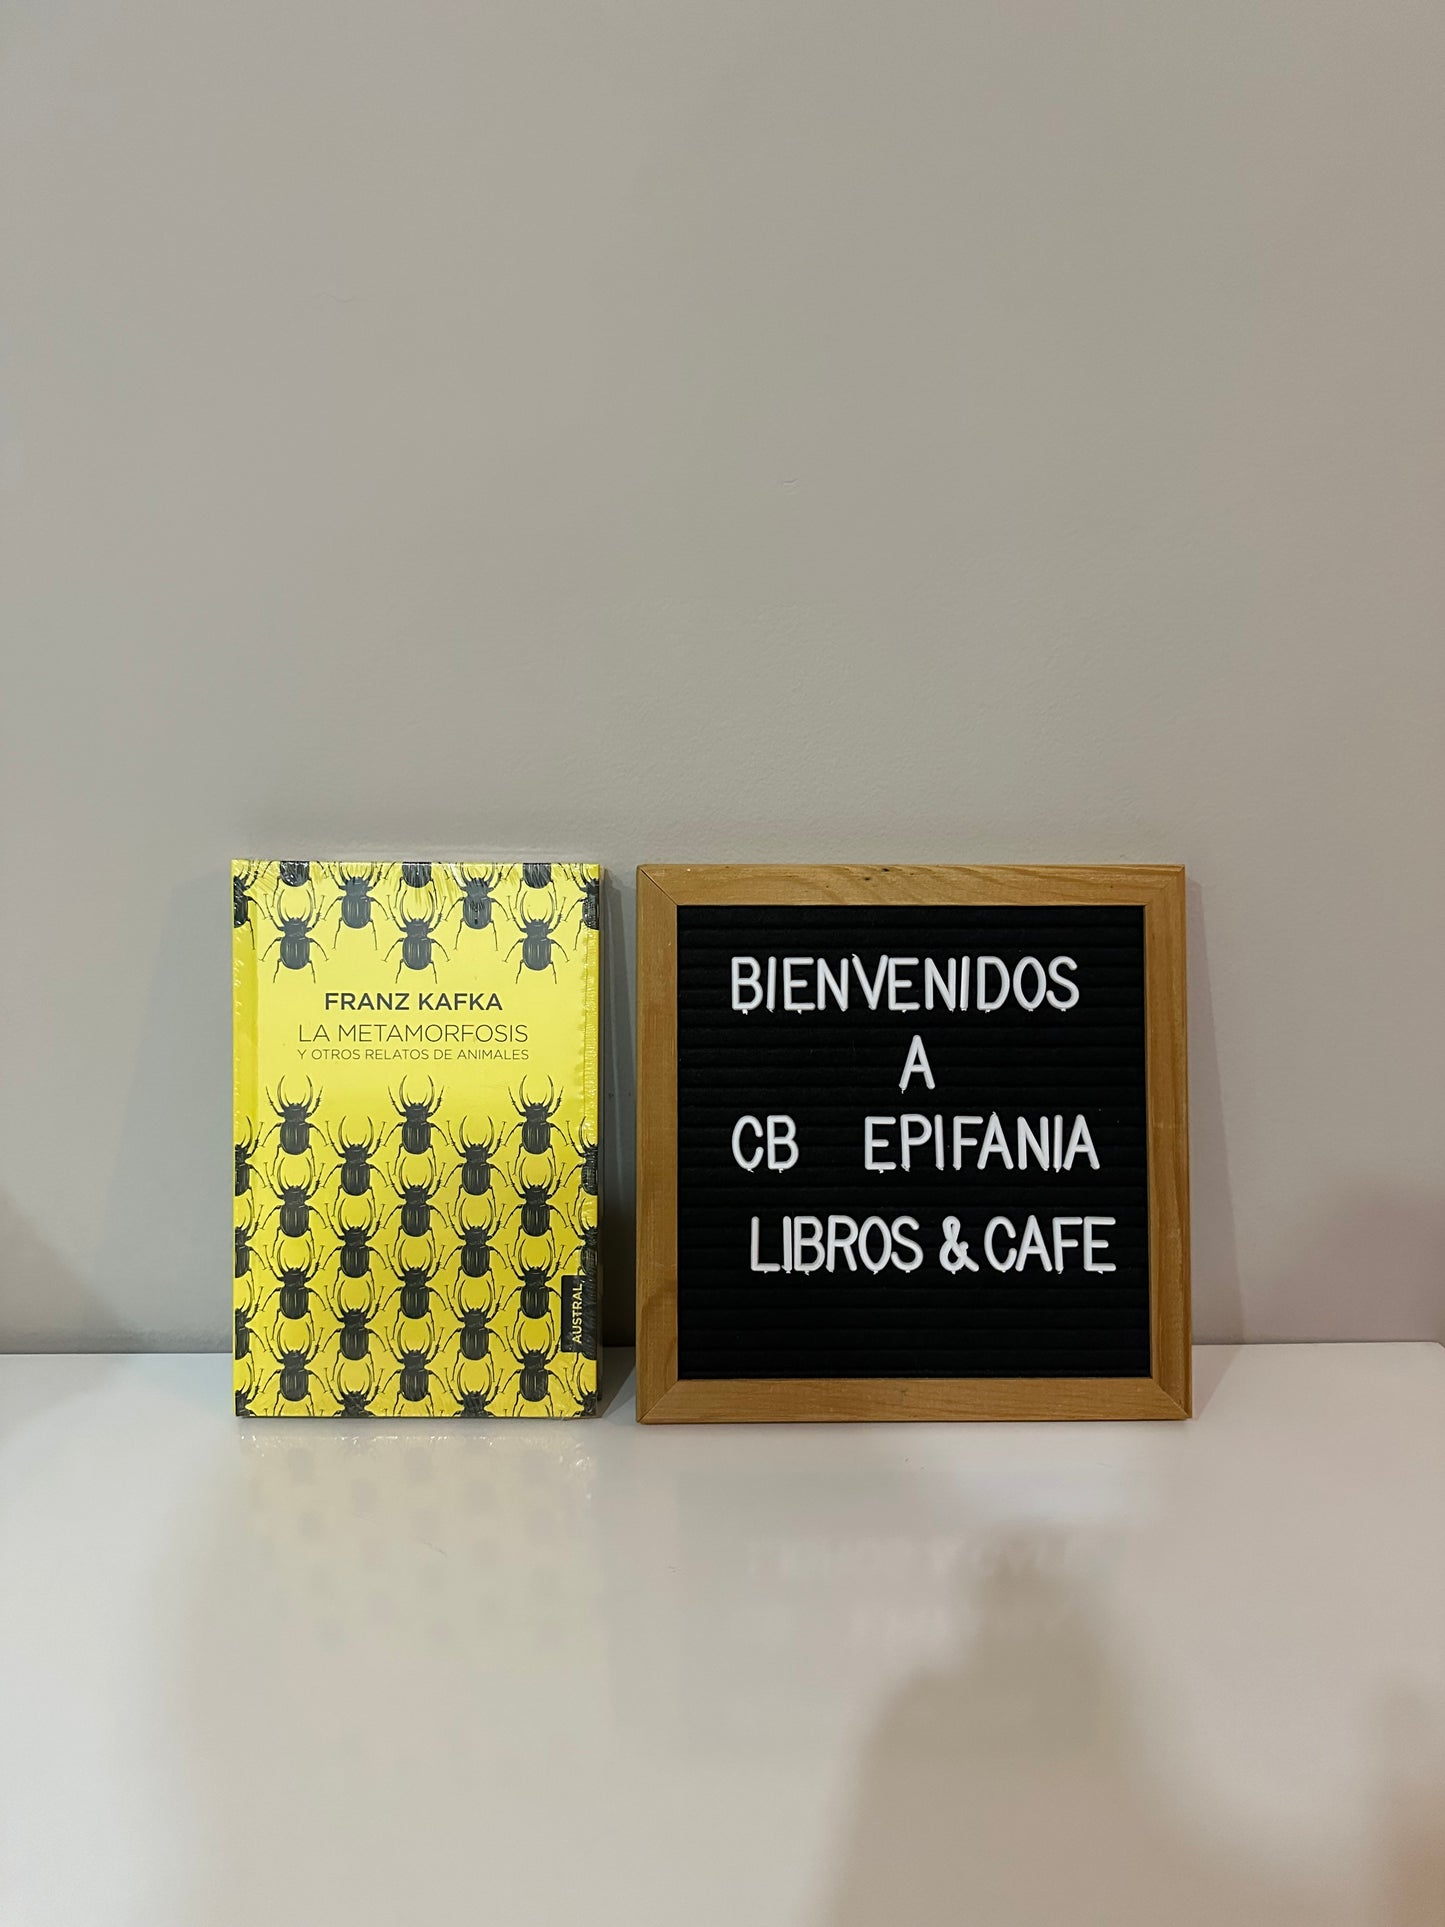 FRANZ KAFKA
LA METAMORFOSIS
Y OTROS RELATOS DE ANIMALES
AUSTRAL
BIENVENIDOS
A
CB EPIFANIA
LIBROS & CAFE